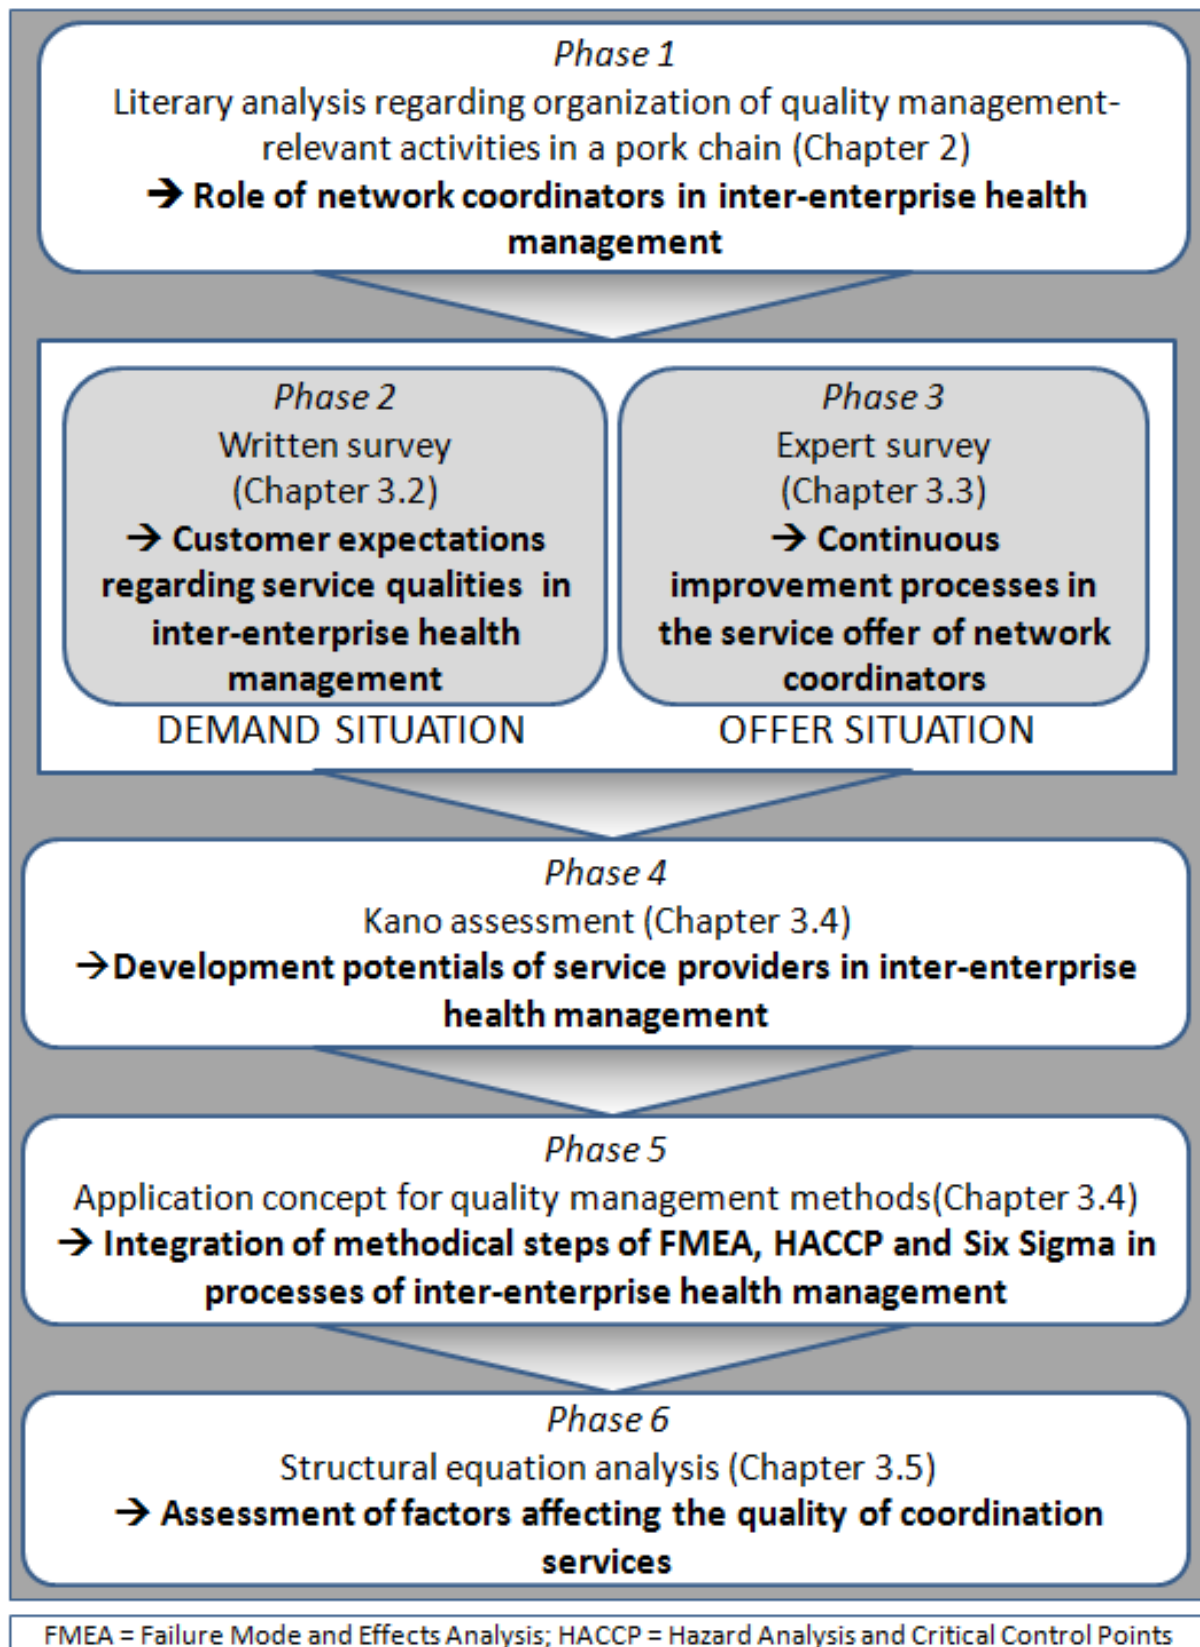 Phase 1
Literary analysis regarding organization of quality management-
relevant activities in a pork chain (Chapter 2)
➔ Role of network coordinators in inter-enterprise health
management
Phase 2
Written survey
(Chapter 3.2)
➔ Customer expectations
regarding service qualities in
inter-enterprise health
management
DEMAND SITUATION
Phase 3
Expert survey
(Chapter 3.3)
➔ Continuous
improvement processes in
the service offer of network
coordinators
OFFER SITUATION
Phase 4
Kano assessment (Chapter 3.4)
➔Development potentials of service providers in inter-enterprise
health management
Phase 5
Application concept for quality management methods(Chapter 3.4)
➔ Integration of methodical steps of FMEA, HACCP and Six Sigma in
processes of inter-enterprise health management
Phase 6
Structural equation analysis (Chapter 3.5)
➔ Assessment of factors affecting the quality of coordination
services
FMEA = Failure Mode and Effects Analysis; HACCP = Hazard Analysis and Critical Control Points